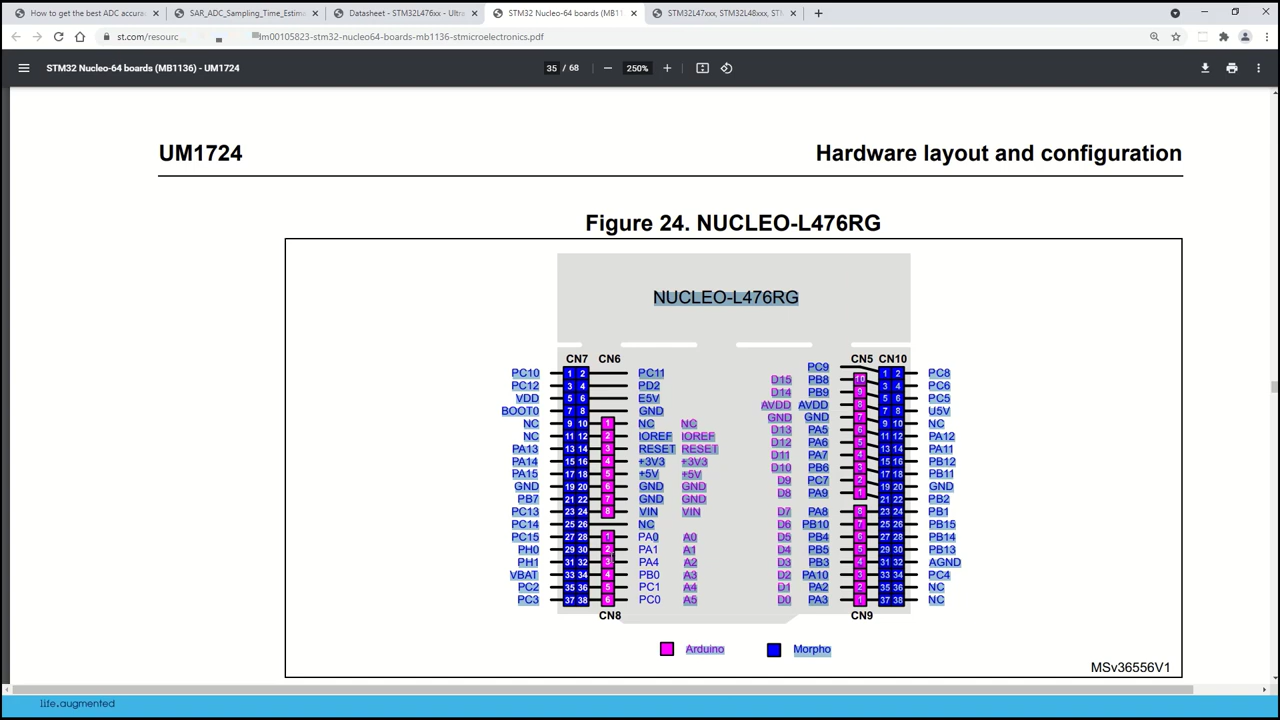 How to get the best ADC accura
SAR_ADC_Sampling_Time_Estim
Datasheet - STM32L476xx - Ultra
STM32 Nucleo-64 boards (MB11
STM32L47xxx, STM32L48xxx, STM
st.com/resourc
lm00105823-stm32-nucleo64-boards-mb1136-stmicroelectronics.pdf
STM32 Nucleo-64 boards (MB1136) - UM1724
35 / 68
250%
UM1724
Hardware layout and configuration
Figure 24. NUCLEO-L476RG
NUCLEO-L476RG
CN7 CN6 CN5 CN10
PC10 1 2 PC11 PC9 1 2 PC8
PC12 3 4 PD2 D15 PB8 10 3 4 PC6
VDD 5 6 E5V D14 PB9 9 5 6 PC5
BOOT0 7 8 GND AVDD AVDD 8 7 8 U5V
NC 9 10 1 NC NC GND GND 7 9 10 NC
NC 11 12 2 IOREF IOREF D13 PA5 6 11 12 PA12
PA13 13 14 3 RESET RESET D12 PA6 5 13 14 PA11
PA14 15 16 4 +3V3 +3V3 D11 PA7 4 15 16 PB12
PA15 17 18 5 +5V +5V D10 PB6 3 17 18 PB11
GND 19 20 6 GND GND D9 PC7 2 19 20 GND
PB7 21 22 7 GND GND D8 PA9 1 21 22 PB2
PC13 23 24 8 VIN VIN D7 PA8 8 23 24 PB1
PC14 25 26 NC D6 PB10 7 25 26 PB15
PC15 27 28 1 PA0 A0 D5 PB4 6 27 28 PB14
PH0 29 30 2 PA1 A1 D4 PB5 5 29 30 PB13
PH1 31 32 3 PA4 A2 D3 PB3 4 31 32 AGND
VBAT 33 34 4 PB0 A3 D2 PA10 3 33 34 PC4
PC2 35 36 5 PC1 A4 D1 PA2 2 35 36 NC
PC3 37 38 6 PC0 A5 D0 PA3 1 37 38 NC
CN8 CN9
Arduino Morpho
MSv36556V1
life.augmented